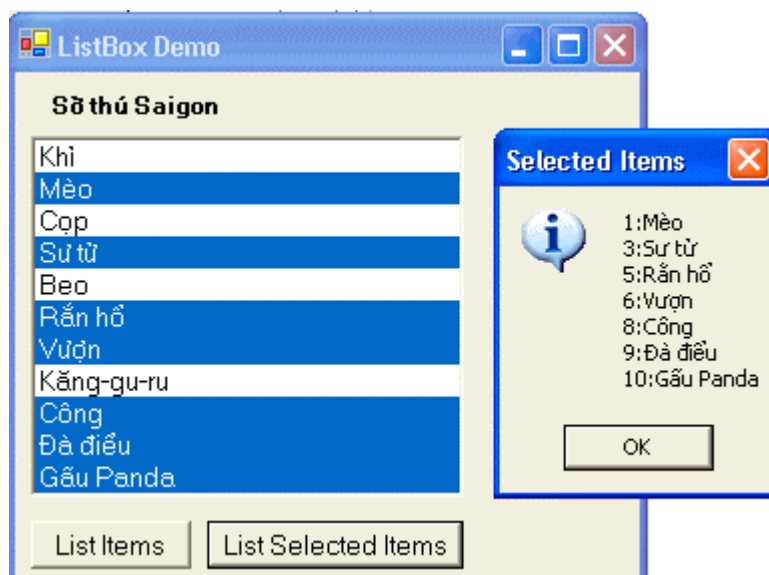 ListBox Demo
Sở thú Saigon
Khỉ
Mèo
Cọp
Sư tử
Beo
Rắn hổ
Vượn
Kăng-gu-ru
Công
Đà điểu
Gấu Panda
List Items
List Selected Items
Selected Items
1:Mèo
3:Sư tử
5:Rắn hổ
6:Vượn
8:Công
9:Đà điểu
10:Gấu Panda
OK